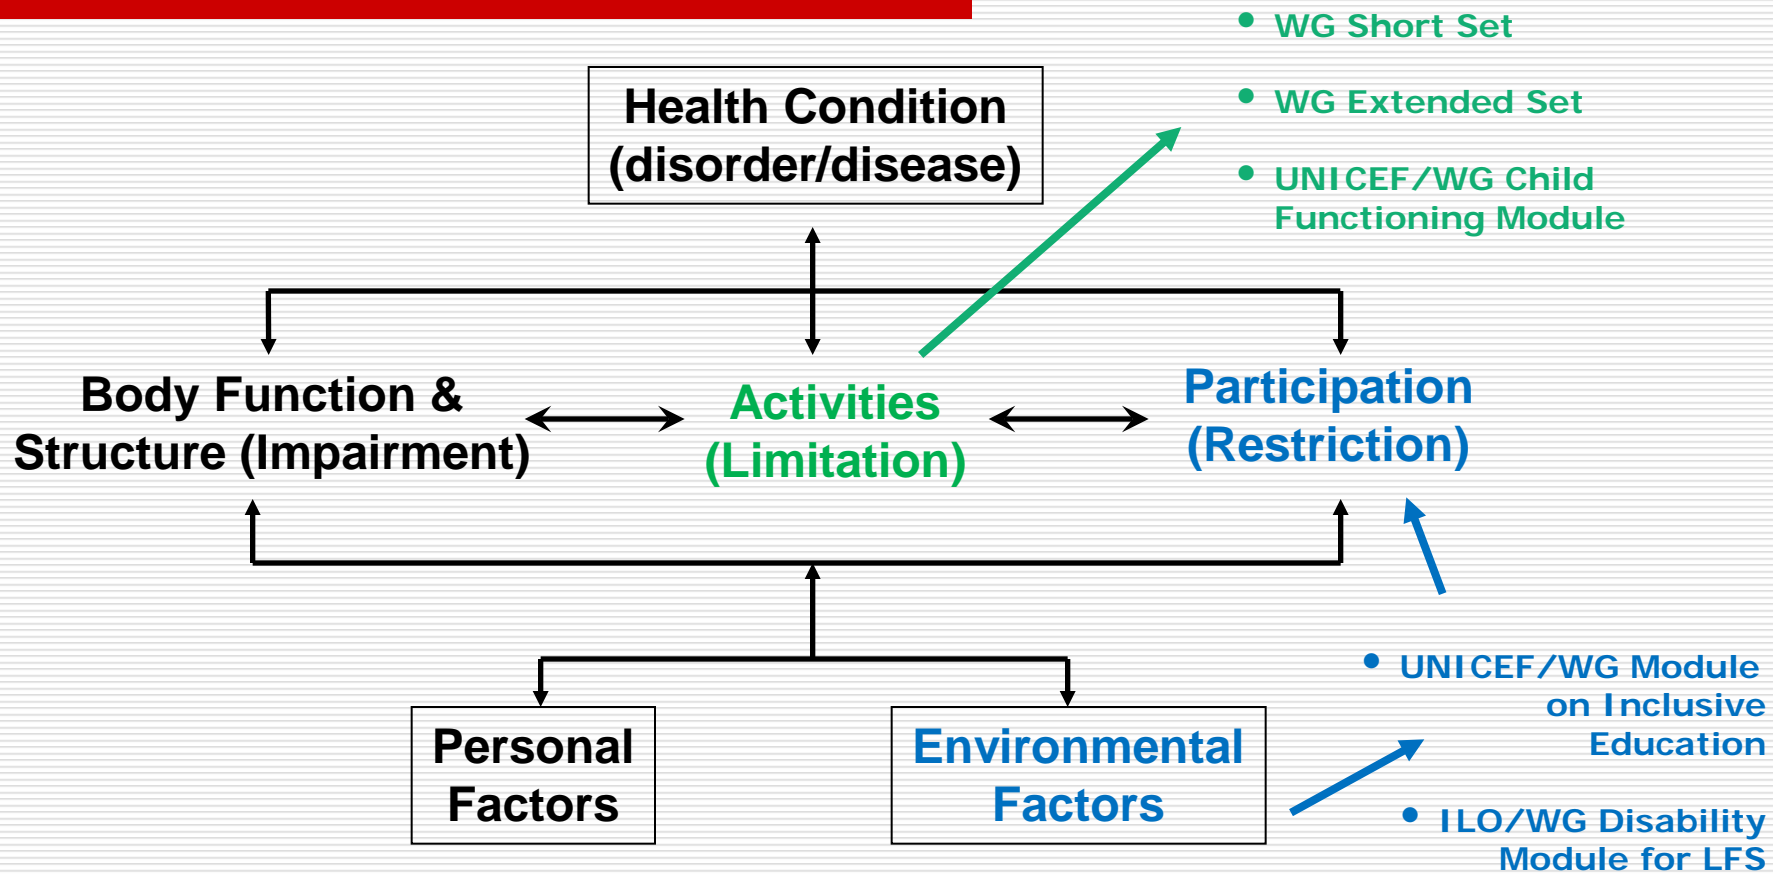 • WG Short Set
• WG Extended Set
• UNICEF/WG Child
Functioning Module
Health Condition
(disorder/disease)
Body Function &
Structure (Impairment)
Activities
(Limitation)
Participation
(Restriction)
Personal
Factors
Environmental
Factors
• UNICEF/WG Module
on Inclusive
Education
• ILO/WG Disability
Module for LFS